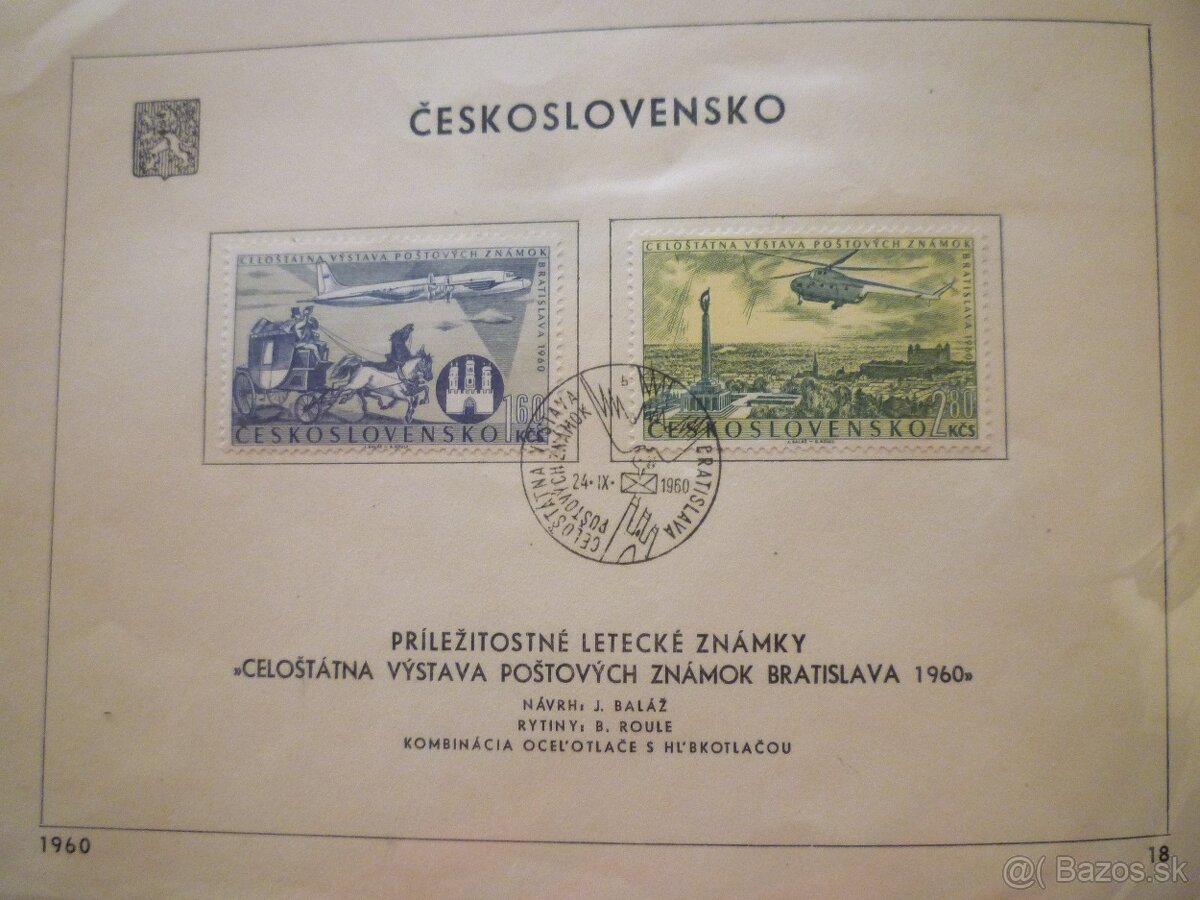 ČESKOSLOVENSKO
CELOŠTÁTNA VÝSTAVA POŠTOVÝCH ZNÁMOK
BRATISLAVA 1960
1,60
KČS
ČESKOSLOVENSKO
CELOŠTÁTNA VÝSTAVA POŠTOVÝCH ZNÁMOK
BRATISLAVA 1960
2,80
KČS
ČESKOSLOVENSKO
J. BALÁŽ - B. ROULE
CELOŠTÁTNA VÝSTAVA
POŠTOVÝCH ZNÁMOK
BRATISLAVA
b
24·IX·1960
PRÍLEŽITOSTNÉ LETECKÉ ZNÁMKY
»CELOŠTÁTNA VÝSTAVA POŠTOVÝCH ZNÁMOK BRATISLAVA 1960»
NÁVRH: J. BALÁŽ
RYTINY: B. ROULE
KOMBINÁCIA OCEĽOTLAČE S HĽBKOTLAČOU
1960
18
@( Bazos.sk